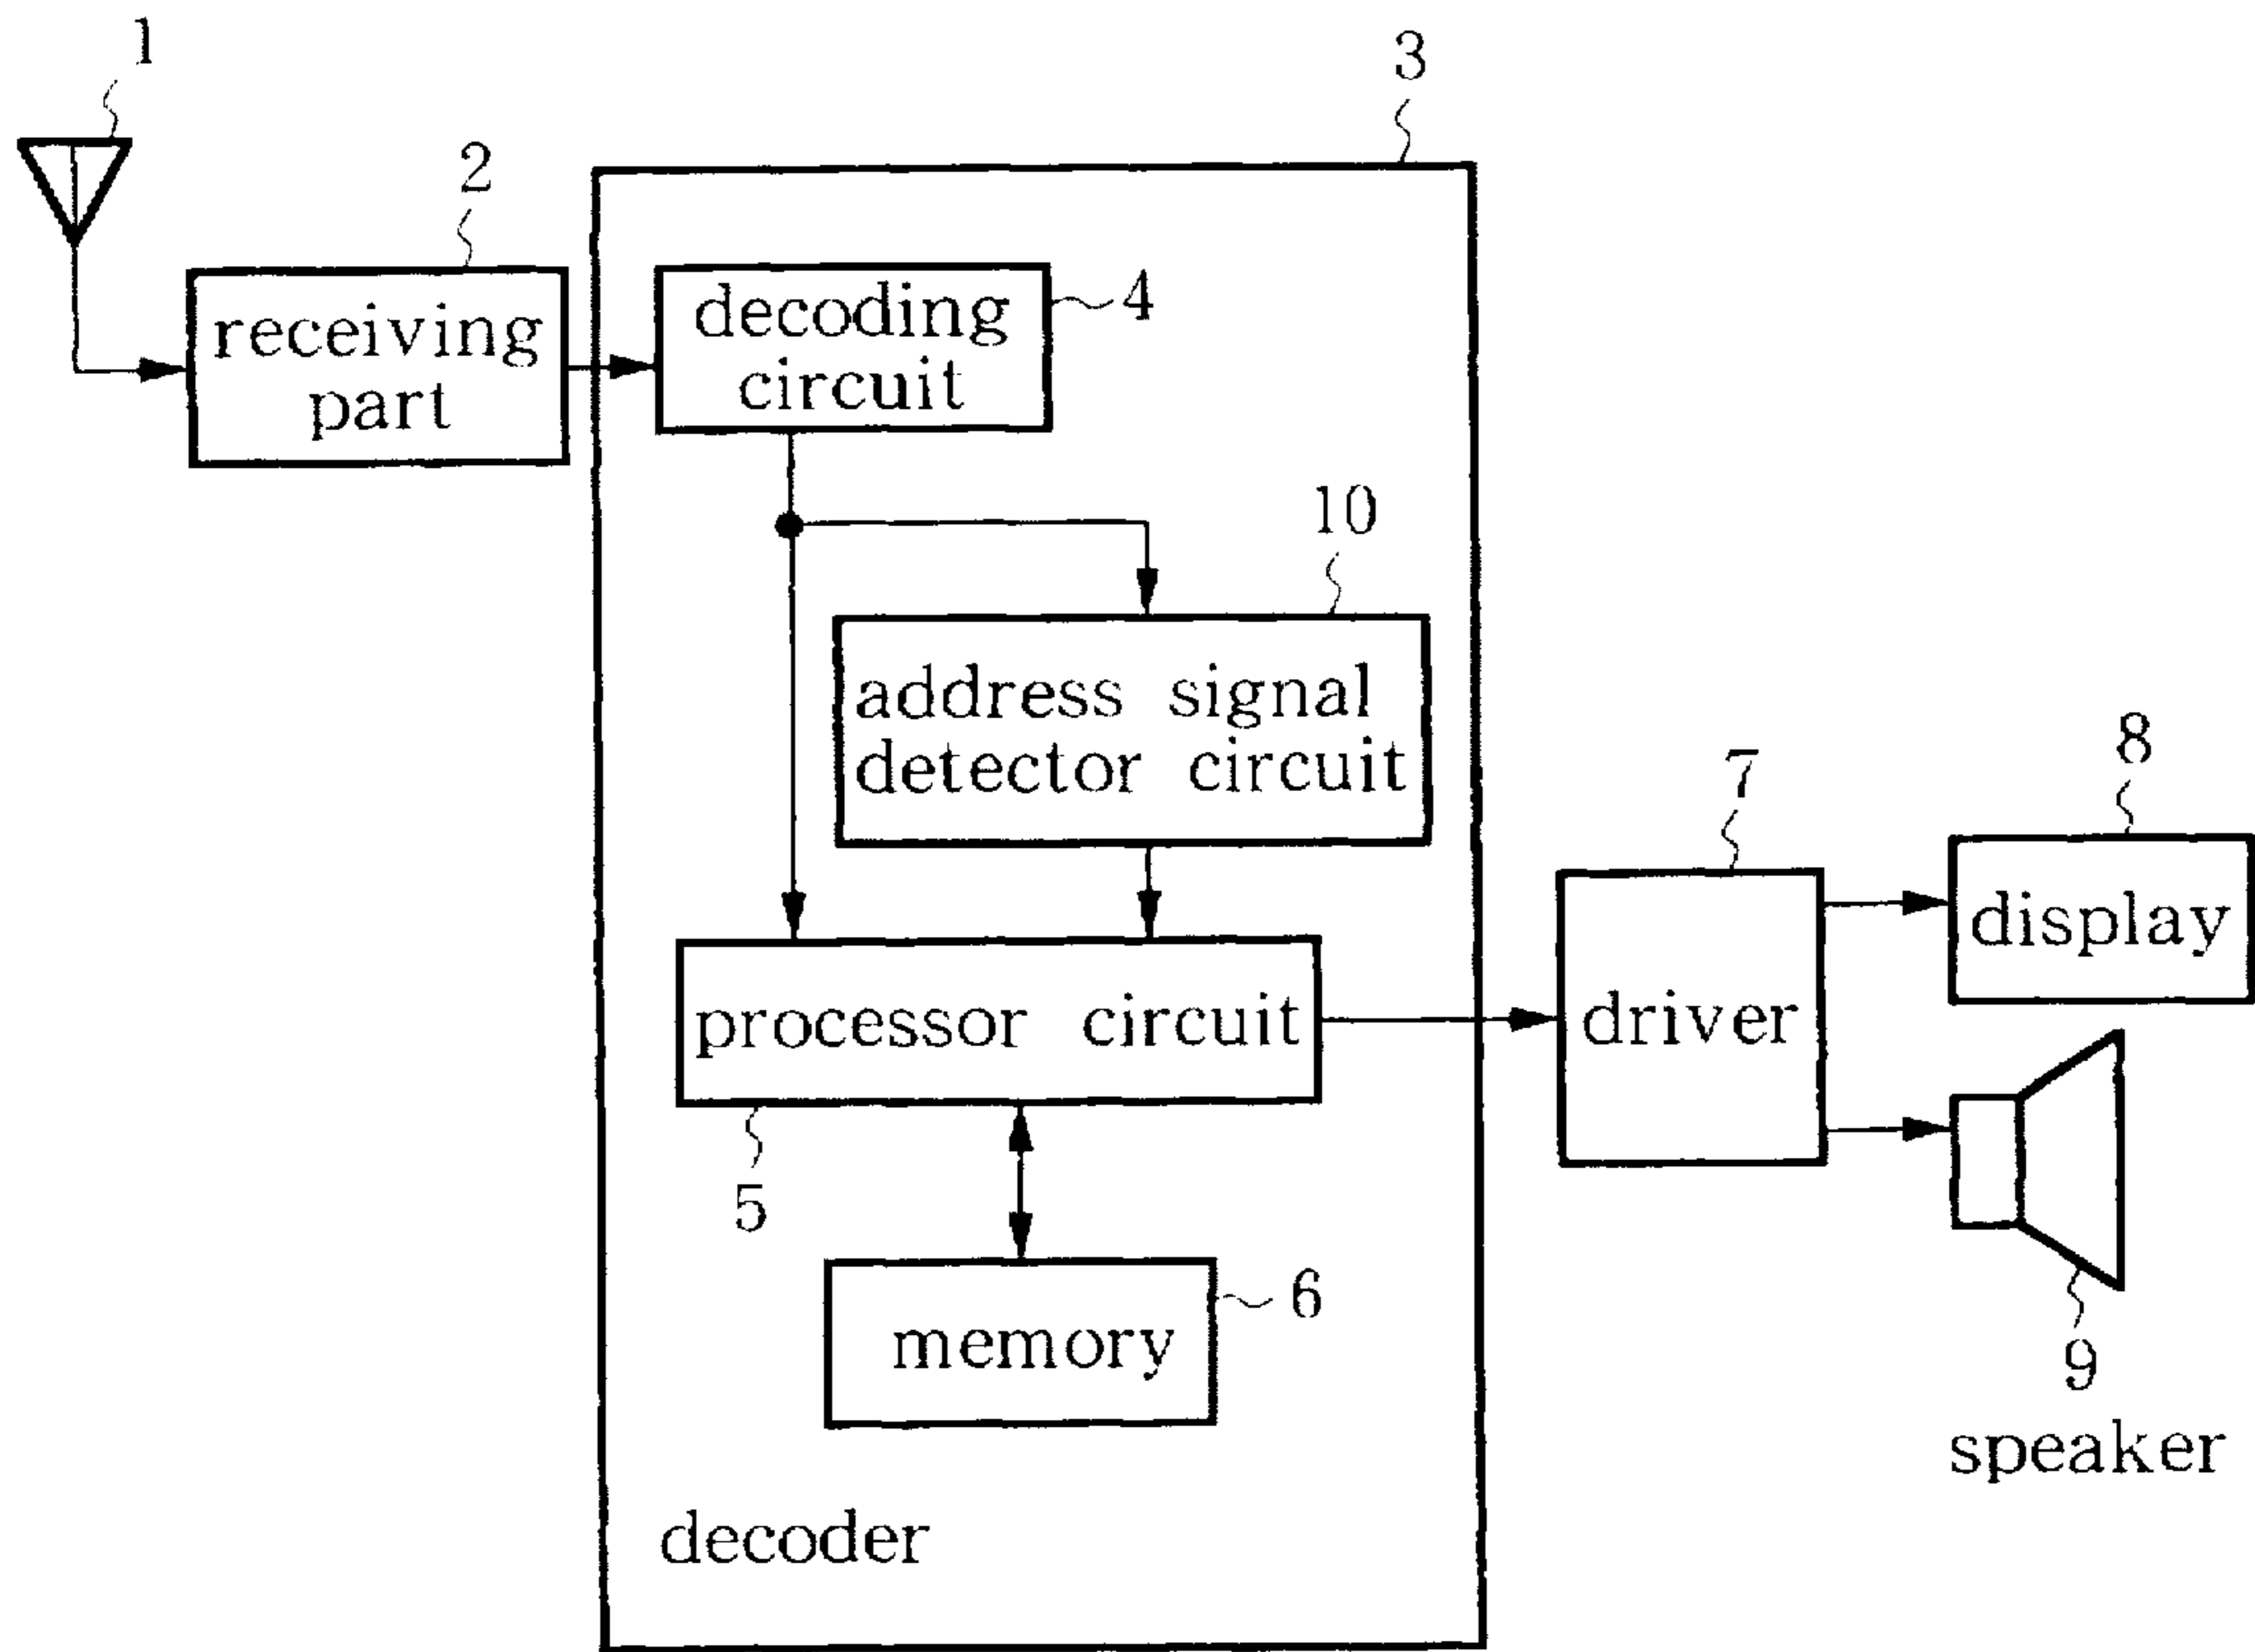 1
2
3
receiving
part
decoding
circuit
4
10
address signal
detector circuit
processor circuit
5
memory
6
decoder
7
driver
8
display
9
speaker